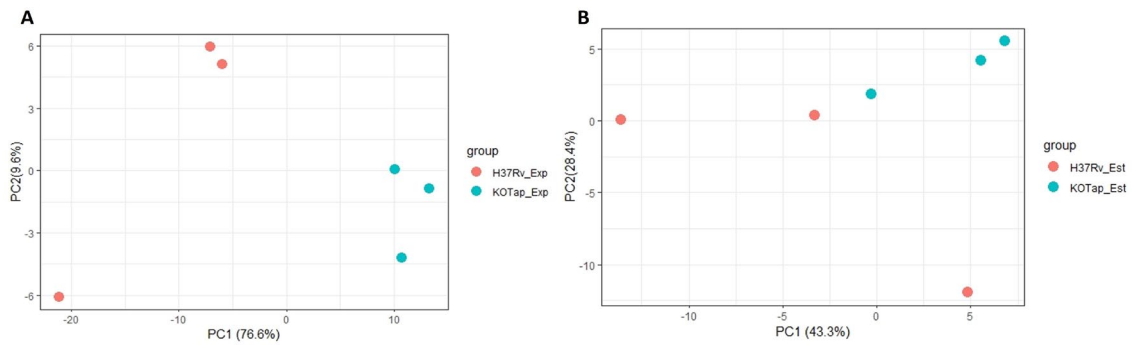 A
6
3
0
-3
-6
-20
-10
0
10
PC2(9.6%)
PC1 (76.6%)
group
H37Rv_Exp
KOTap_Exp
B
5
0
-5
-10
-10
-5
0
5
PC2(28.4%)
PC1 (43.3%)
group
H37Rv_Est
KOTap_Est